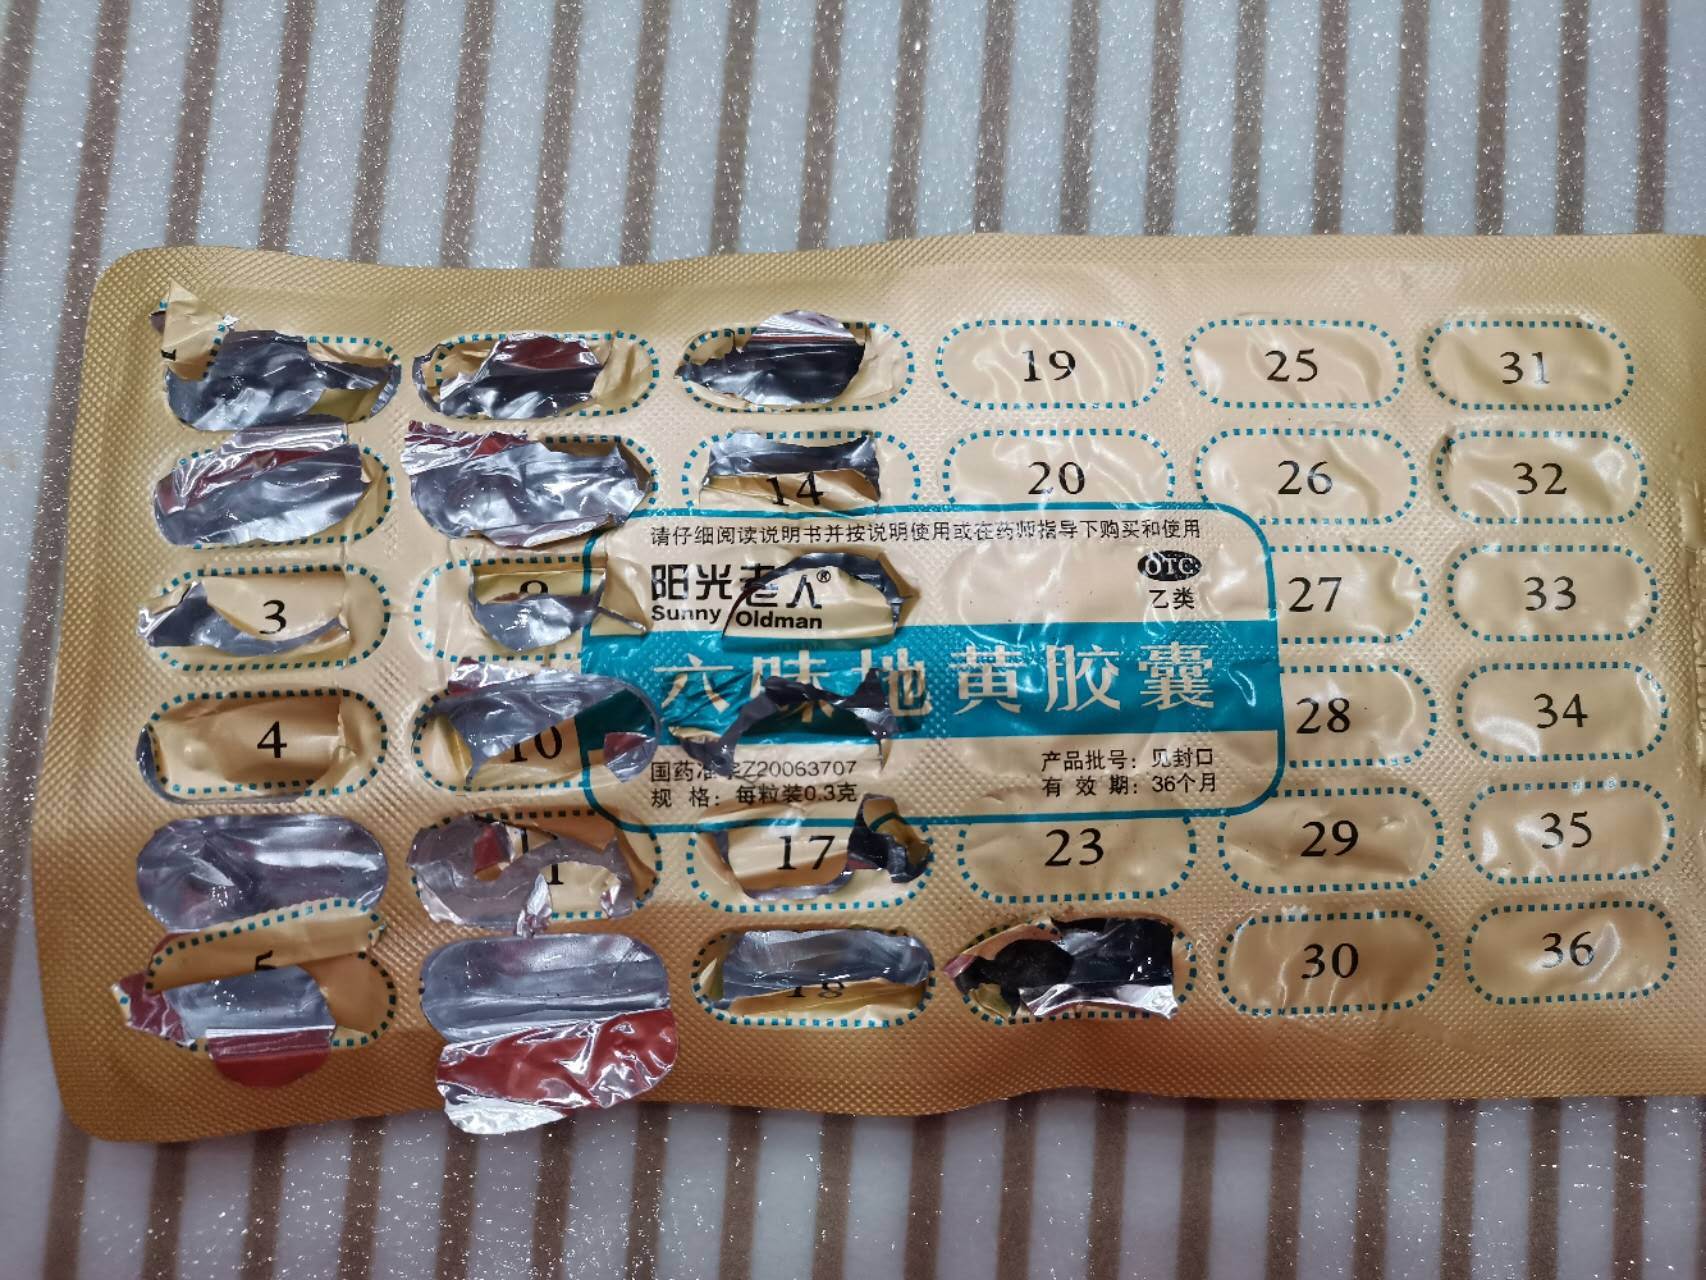 19
25
31
14
20
26
32
请仔细阅读说明书并按说明使用或在药师指导下购买和使用
阳光老人®
OTC
Sunny Oldman
乙类
3
27
33
六味地黄胶囊
4
10
28
34
国药准字Z20063707
产品批号：见封口
规 格：每粒装0.3克
有 效 期：36个月
17
23
29
35
5
18
30
36